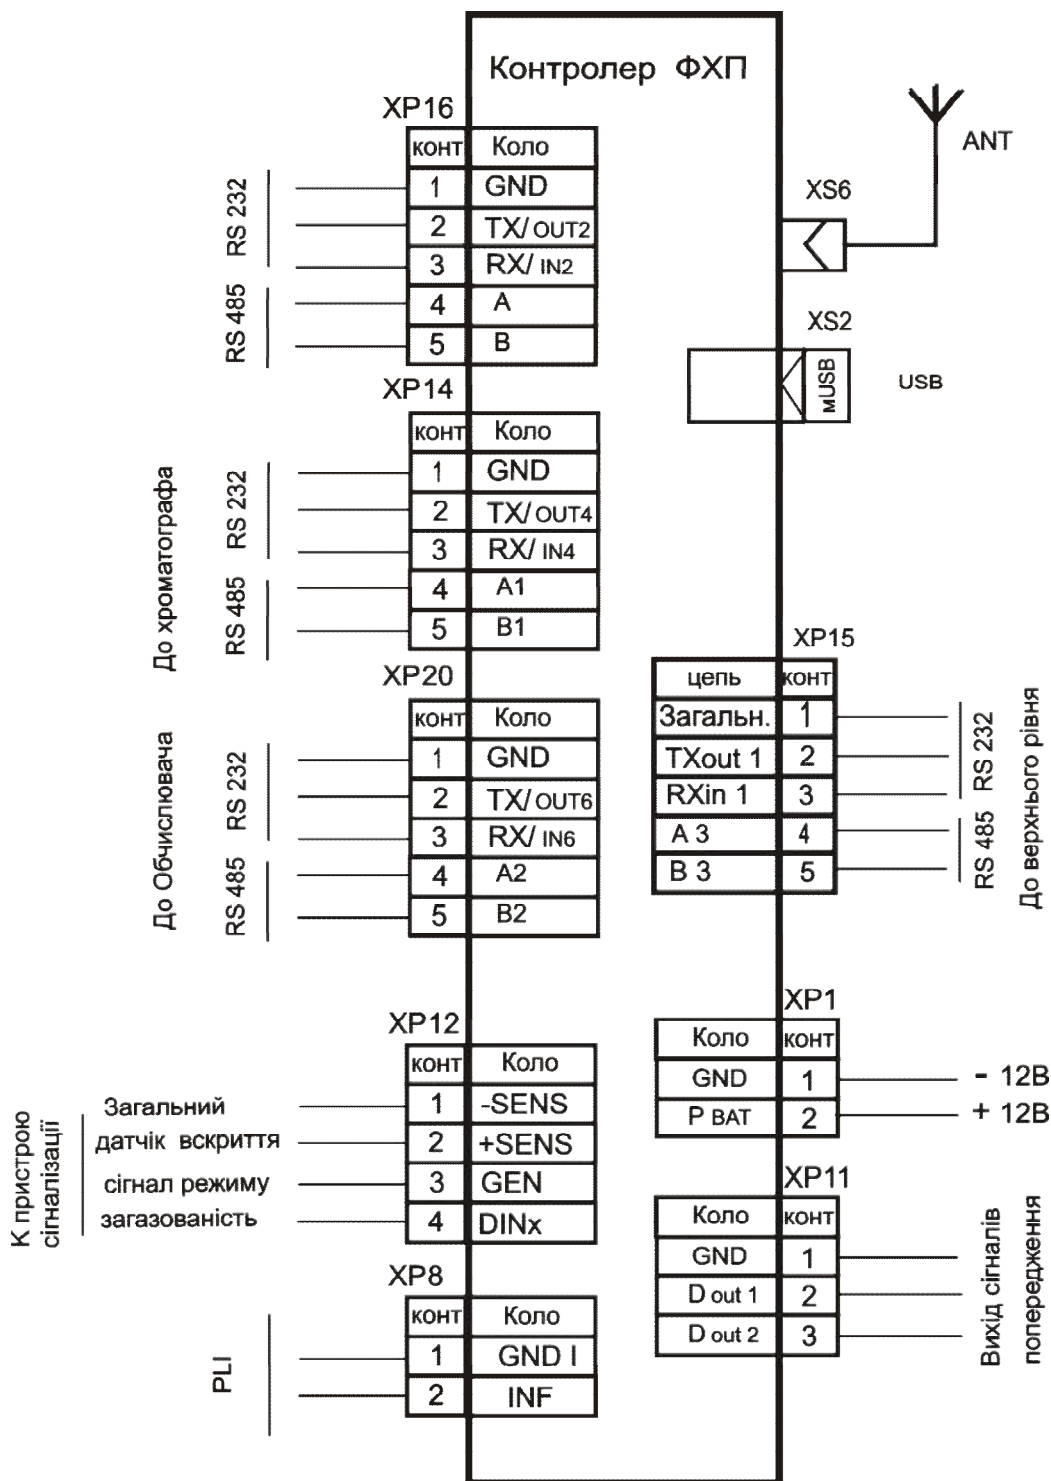 Контролер ФХП
XP16
конт Коло
1 GND
2 TX/ OUT2
3 RX/ IN2
4 A
5 B
RS 232
RS 485
XP14
конт Коло
1 GND
2 TX/ OUT4
3 RX/ IN4
4 A1
5 B1
RS 232
RS 485
До хроматографа
XP20
конт Коло
1 GND
2 TX/ OUT6
3 RX/ IN6
4 A2
5 B2
RS 232
RS 485
До Обчислювача
XP12
конт Коло
Загальний 1 -SENS
датчік вскриття 2 +SENS
сігнал режиму 3 GEN
загазованість 4 DINx
К пристрою
сігналізації
XP8
конт Коло
1 GND I
2 INF
PLI
ANT
XS6
XS2
мUSB
USB
XP15
цепь конт
Загальн. 1
TXout 1 2
RXin 1 3
A 3 4
B 3 5
RS 232
RS 485
До верхнього рівня
XP1
Коло конт
GND 1 - 12В
P BAT 2 + 12В
XP11
Коло конт
GND 1
D out 1 2
D out 2 3
Вихід сігналів
попередження